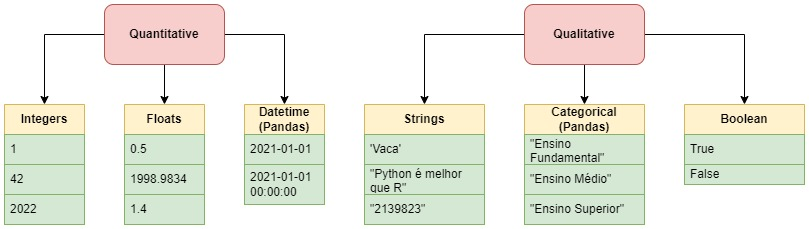 Quantitative
Qualitative
Integers
1
42
2022
Floats
0.5
1998.9834
1.4
Datetime
(Pandas)
2021-01-01
2021-01-01
00:00:00
Strings
'Vaca'
"Python é melhor
que R"
"2139823"
Categorical
(Pandas)
"Ensino
Fundamental"
"Ensino Médio"
"Ensino Superior"
Boolean
True
False